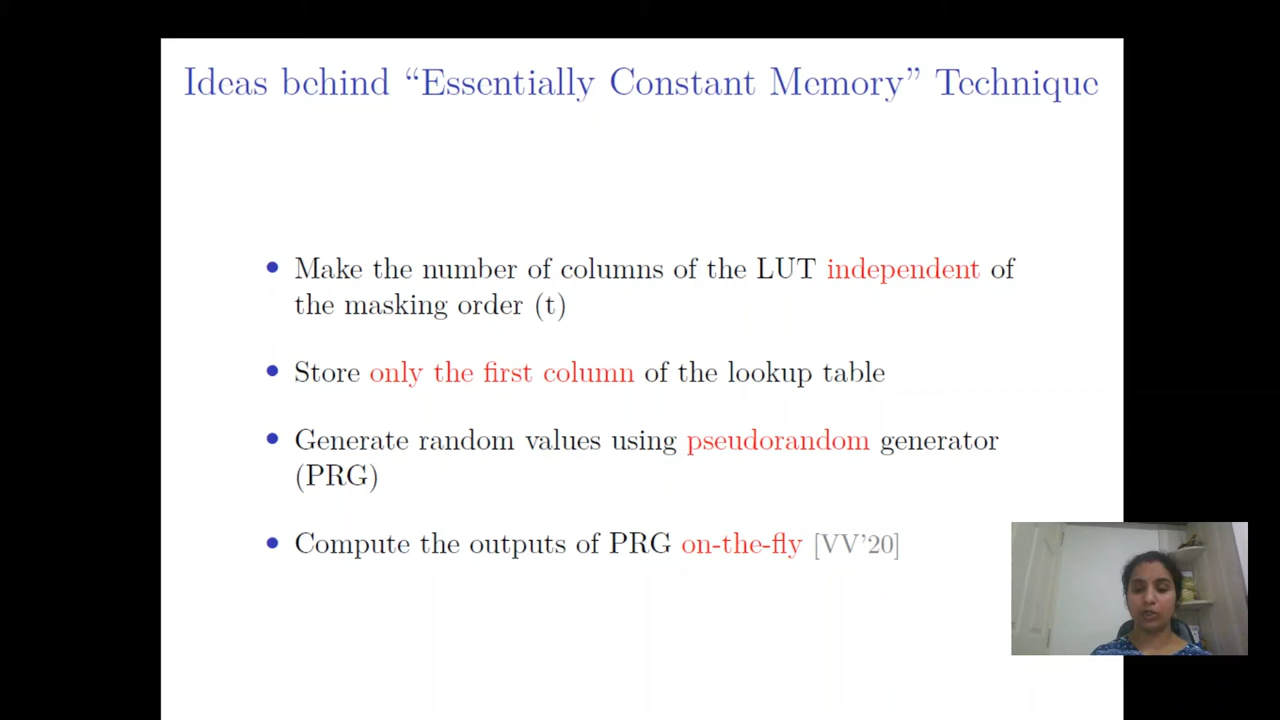 Ideas behind “Essentially Constant Memory” Technique
• Make the number of columns of the LUT independent of
the masking order (t)
• Store only the first column of the lookup table
• Generate random values using pseudorandom generator
(PRG)
• Compute the outputs of PRG on-the-fly [VV’20]